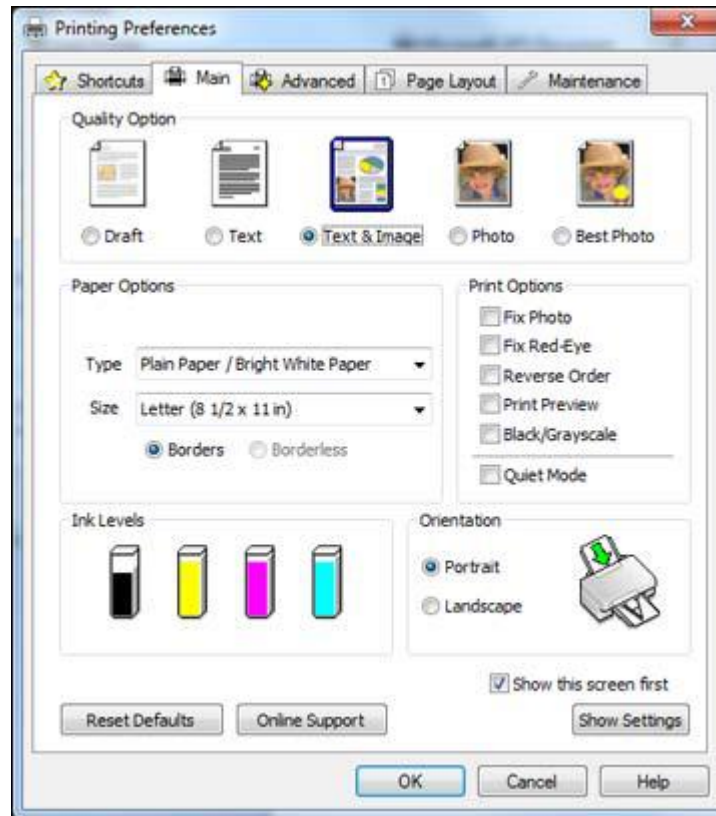 Printing Preferences
Shortcuts Main Advanced 1 Page Layout Maintenance
Quality Option
Draft Text Text & Image Photo Best Photo
Paper Options
Type Plain Paper / Bright White Paper
Size Letter (8 1/2 x 11 in)
Borders Borderless
Print Options
Fix Photo
Fix Red-Eye
Reverse Order
Print Preview
Black/Grayscale
Quiet Mode
Ink Levels
Orientation
Portrait
Landscape
Show this screen first
Reset Defaults Online Support Show Settings
OK Cancel Help